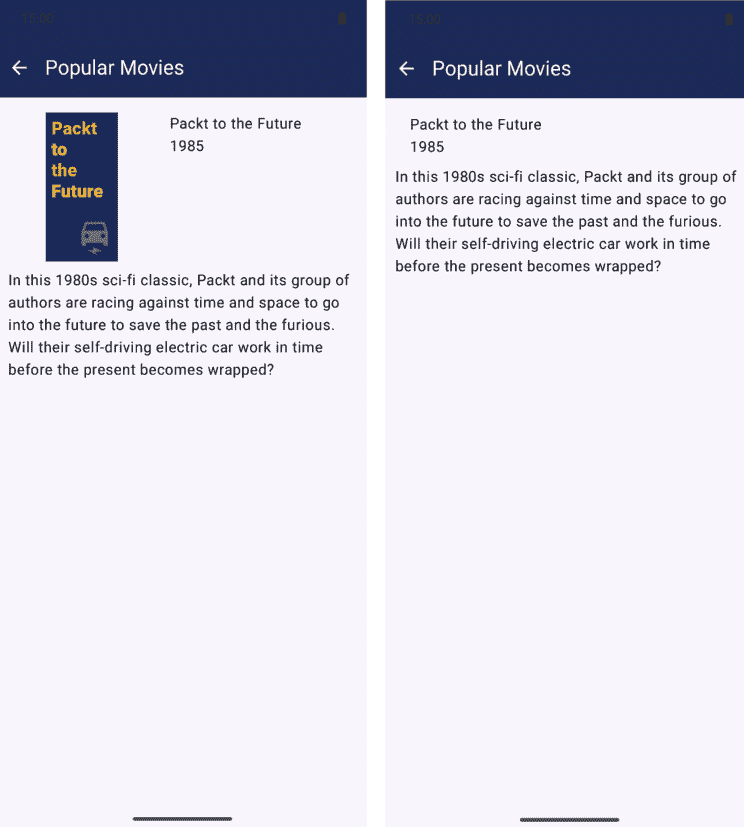 15:00
Popular Movies
Packt
to
the
Future
Packt to the Future
1985
In this 1980s sci-fi classic, Packt and its group of
authors are racing against time and space to go
into the future to save the past and the furious.
Will their self-driving electric car work in time
before the present becomes wrapped?
15:00
Popular Movies
Packt to the Future
1985
In this 1980s sci-fi classic, Packt and its group of
authors are racing against time and space to go
into the future to save the past and the furious.
Will their self-driving electric car work in time
before the present becomes wrapped?